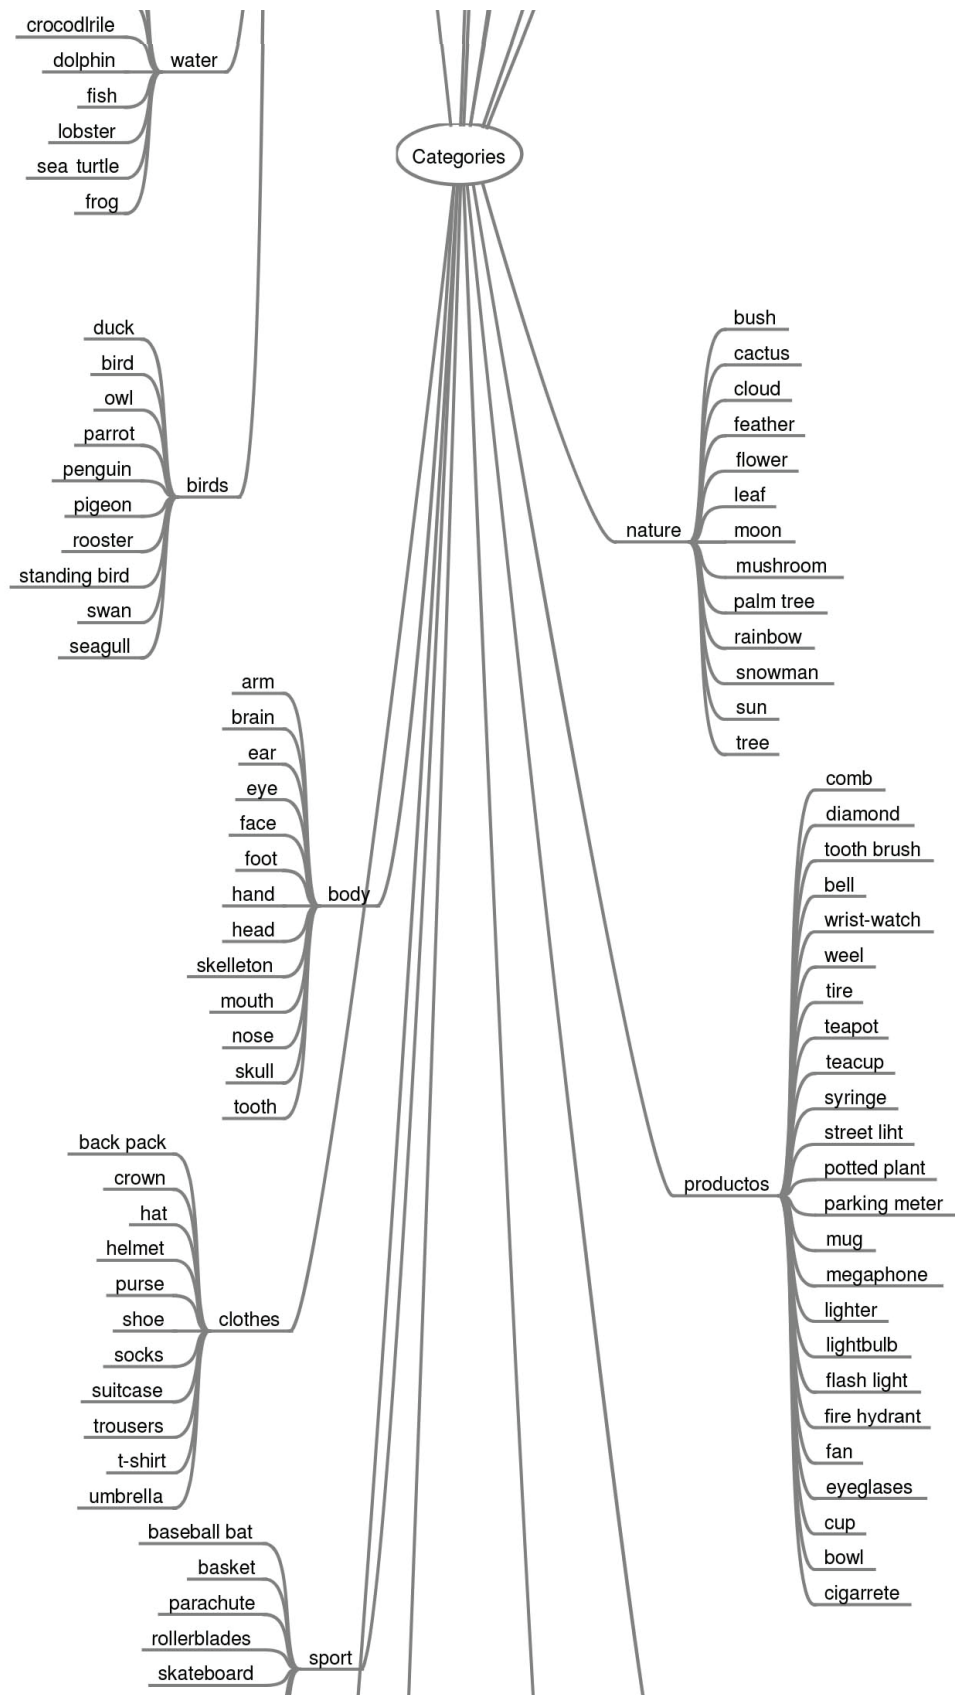 crocodlrile
dolphin
water
fish
lobster
sea turtle
frog
Categories
duck
bird
owl
parrot
penguin
birds
pigeon
rooster
standing bird
swan
seagull
bush
cactus
cloud
feather
flower
leaf
nature
moon
mushroom
palm tree
rainbow
snowman
sun
tree
arm
brain
ear
eye
face
foot
hand
body
head
skelleton
mouth
nose
skull
tooth
comb
diamond
tooth brush
bell
wrist-watch
weel
tire
teapot
teacup
syringe
street liht
potted plant
productos
parking meter
mug
megaphone
lighter
lightbulb
flash light
fire hydrant
fan
eyeglases
cup
bowl
cigarrete
back pack
crown
hat
helmet
purse
shoe
clothes
socks
suitcase
trousers
t-shirt
umbrella
baseball bat
basket
parachute
rollerblades
sport
skateboard